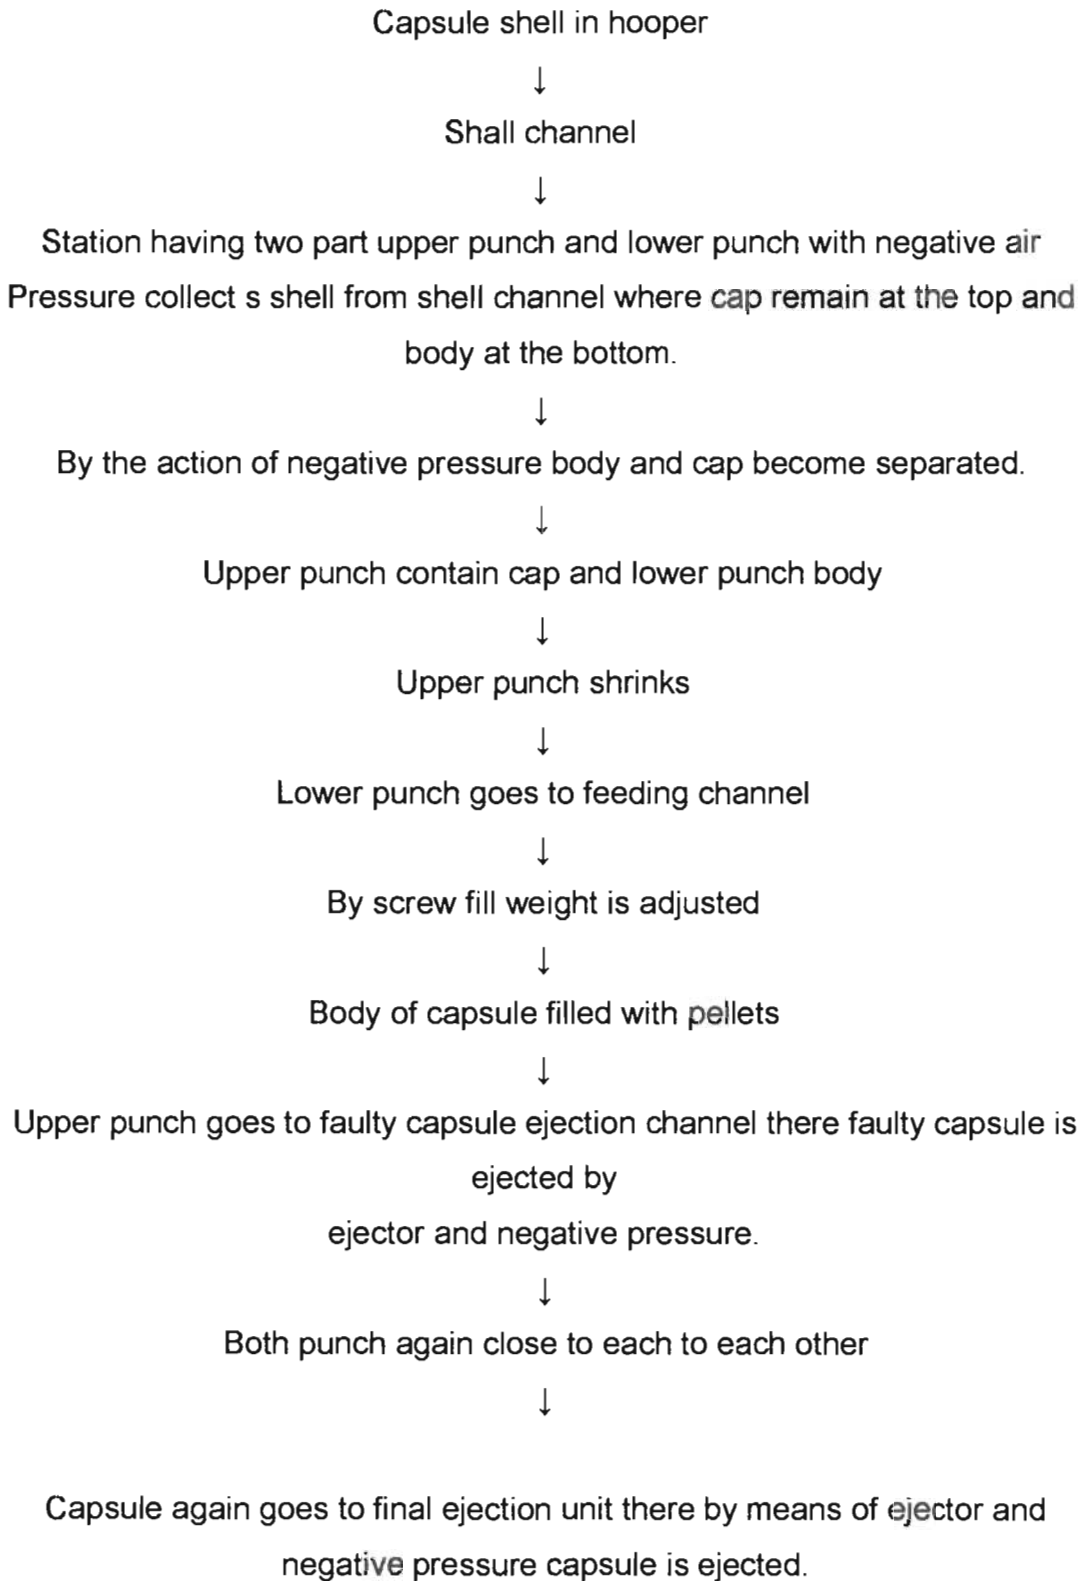 Capsule shell in hooper
↓
Shall channel
↓
Station having two part upper punch and lower punch with negative air
Pressure collect s shell from shell channel where cap remain at the top and
body at the bottom.
↓
By the action of negative pressure body and cap become separated.
↓
Upper punch contain cap and lower punch body
↓
Upper punch shrinks
↓
Lower punch goes to feeding channel
↓
By screw fill weight is adjusted
↓
Body of capsule filled with pellets
↓
Upper punch goes to faulty capsule ejection channel there faulty capsule is
ejected by
ejector and negative pressure.
↓
Both punch again close to each to each other
↓
Capsule again goes to final ejection unit there by means of ejector and
negative pressure capsule is ejected.